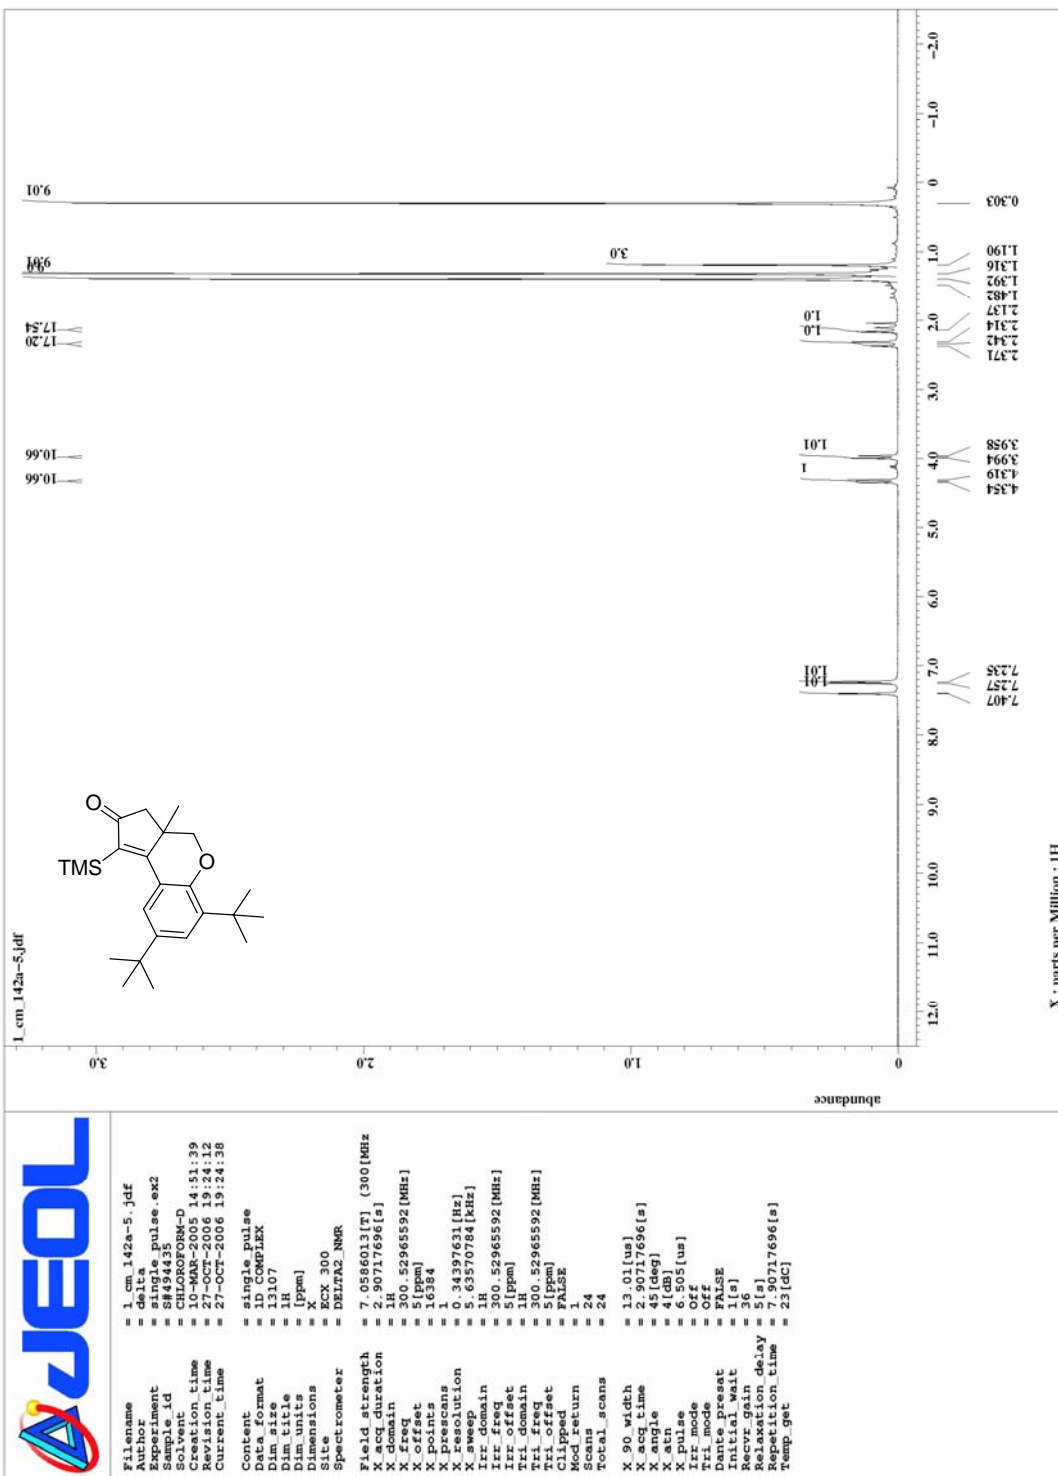 JEOL
Filename = 1_cm_142a-5.jdf
Author = delta
Experiment = single_pulse.ex2
Sample_id = S#494435
Solvent = CHLOROFORM-D
Creation_time = 10-MAR-2005 14:51:39
Revision_time = 27-OCT-2006 19:24:12
Current_time = 27-OCT-2006 19:24:38
Content = single_pulse
Data_format = 1D COMPLEX
Dim_size = 13107
Dim_title = 1H
Dim_units = [ppm]
Dimensions = X
Site = ECX 300
Spectrometer = DELTA2_NMR
Field_strength = 7.0586013[T] (300[MHz
X_acq_duration = 2.90717696[s]
X_domain = 1H
X_freq = 300.52965592[MHz]
X_offset = 5[ppm]
X_points = 16384
X_prescans = 1
X_resolution = 0.34397631[Hz]
X_sweep = 5.63570784[kHz]
Irr_domain = 1H
Irr_freq = 300.52965592[MHz]
Irr_offset = 5[ppm]
Tri_domain = 1H
Tri_freq = 300.52965592[MHz]
Tri_offset = 5[ppm]
Clipped = FALSE
Mod_return = 1
Scans = 24
Total_scans = 24
X_90_width = 13.01[us]
X_acq_time = 2.90717696[s]
X_angle = 45[deg]
X_atn = 4[dB]
X_pulse = 6.505[us]
Irr_mode = Off
Tri_mode = Off
Dante_presat = FALSE
Initial_wait = 1[s]
Recvr_gain = 36
Relaxation_delay = 5[s]
Repetition_time = 7.90717696[s]
Temp_get = 23[dC]
1_cm_142a-5.jdf
O
TMS
O
abundance
3.0
2.0
1.0
0
10.66
10.66
17.20
17.54
9.0
9.01
9.01
1.01
1.01
1
1.01
1.0
1.0
3.0
12.0 11.0 10.0 9.0 8.0 7.0 6.0 5.0 4.0 3.0 2.0 1.0 0 -1.0 -2.0
7.407
7.257
7.235
4.354
4.319
3.994
3.958
2.371
2.342
2.314
2.137
1.482
1.392
1.316
1.190
0.303
X : parts per Million : 1H